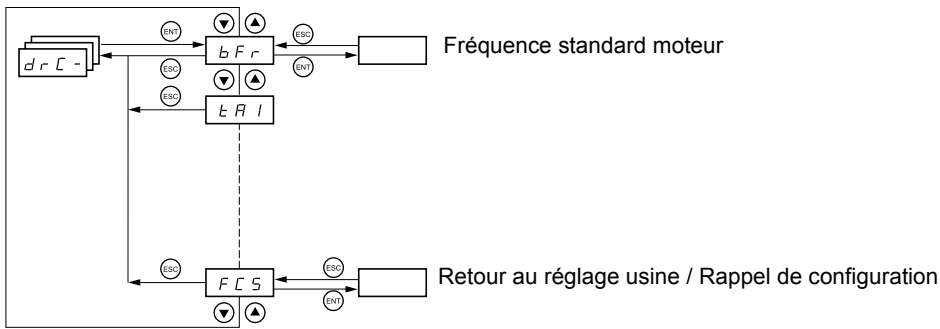 ENT
ESC
drC-
bFr
Fréquence standard moteur
ESC
ENT
ESC
tAI
ESC
ESC
FCS
Retour au réglage usine / Rappel de configuration
ENT